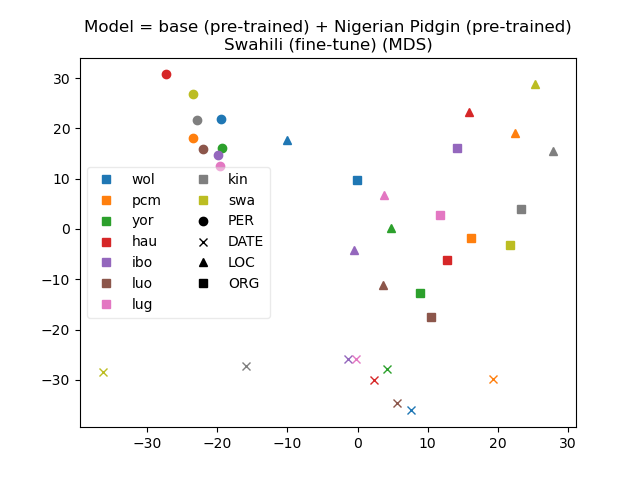 Model = base (pre-trained) + Nigerian Pidgin (pre-trained)
Swahili (fine-tune) (MDS)
30
20
10
0
−10
−20
−30
wol
pcm
yor
hau
ibo
luo
lug
kin
swa
PER
DATE
LOC
ORG
−30
−20
−10
0
10
20
30